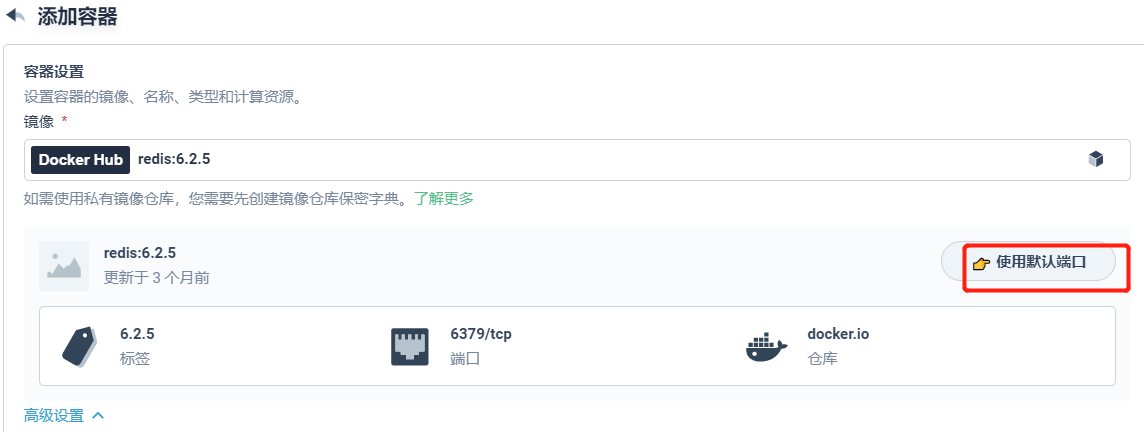 添加容器
容器设置
设置容器的镜像、名称、类型和计算资源。
镜像 *
Docker Hub redis:6.2.5
如需使用私有镜像仓库，您需要先创建镜像仓库保密字典。了解更多
redis:6.2.5
更新于 3 个月前
使用默认端口
6.2.5
标签
6379/tcp
端口
docker.io
仓库
高级设置